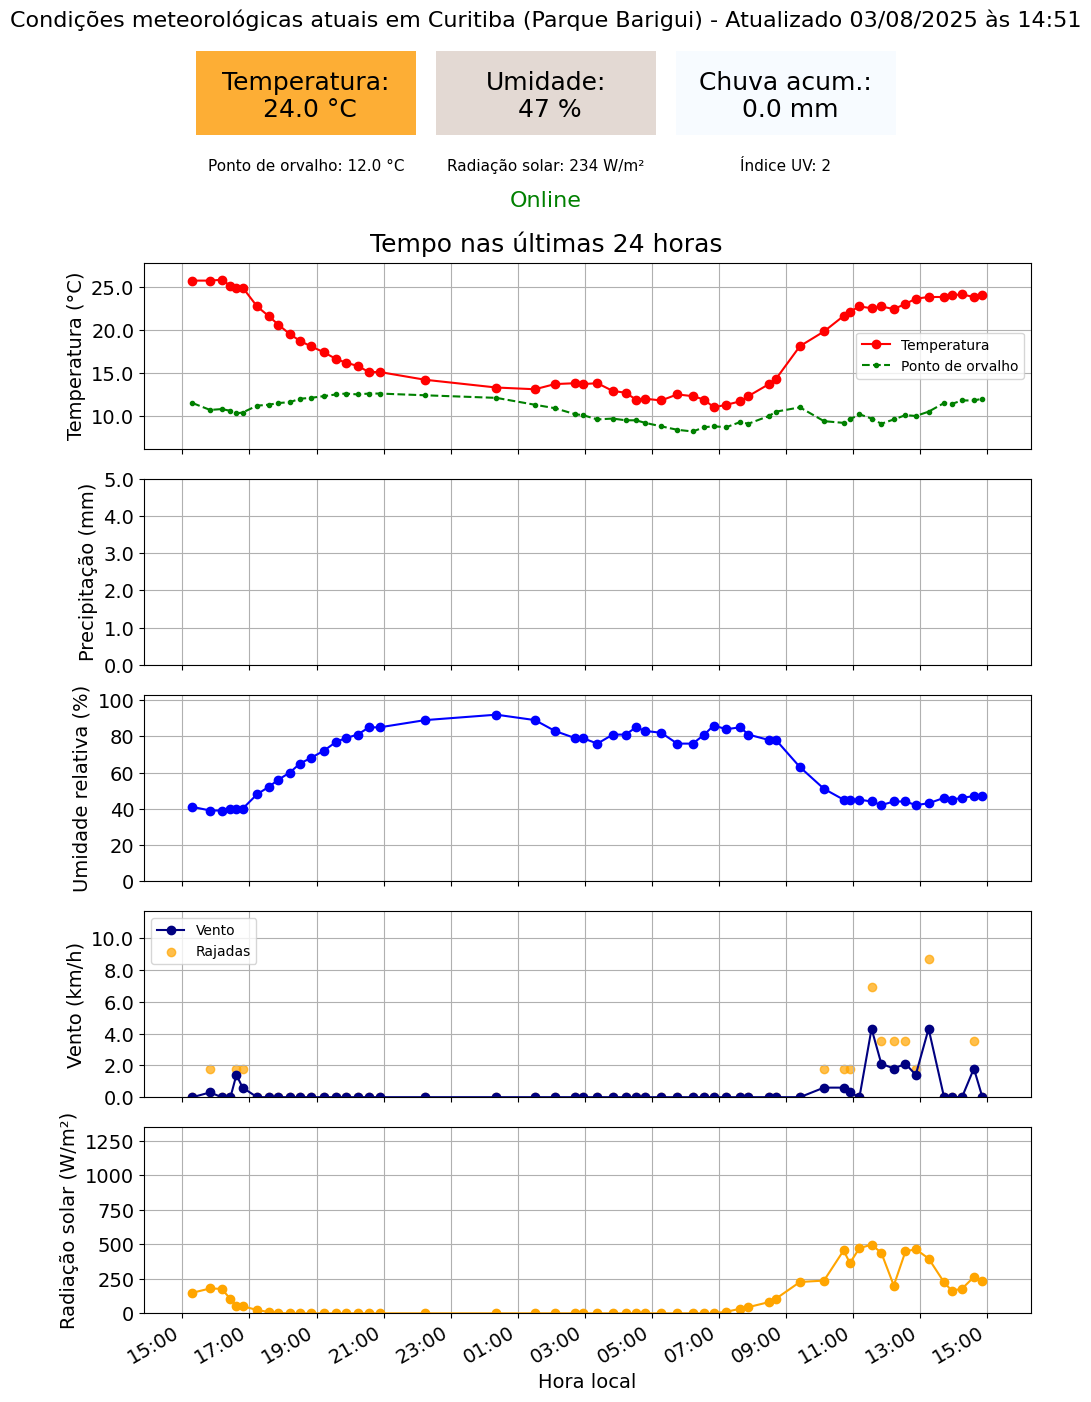 Condições meteorológicas atuais em Curitiba (Parque Barigui) - Atualizado 03/08/2025 às 14:51
Temperatura:
24.0 °C
Umidade:
47 %
Chuva acum.:
0.0 mm
Ponto de orvalho: 12.0 °C
Radiação solar: 234 W/m²
Índice UV: 2
Online
Tempo nas últimas 24 horas
Temperatura (°C)
25.0
20.0
15.0
10.0
Temperatura
Ponto de orvalho
Precipitação (mm)
5.0
4.0
3.0
2.0
1.0
0.0
Umidade relativa (%)
100
80
60
40
20
0
Vento (km/h)
10.0
8.0
6.0
4.0
2.0
0.0
Vento
Rajadas
Radiação solar (W/m²)
1250
1000
750
500
250
0
15:00 17:00 19:00 21:00 23:00 01:00 03:00 05:00 07:00 09:00 11:00 13:00 15:00
Hora local